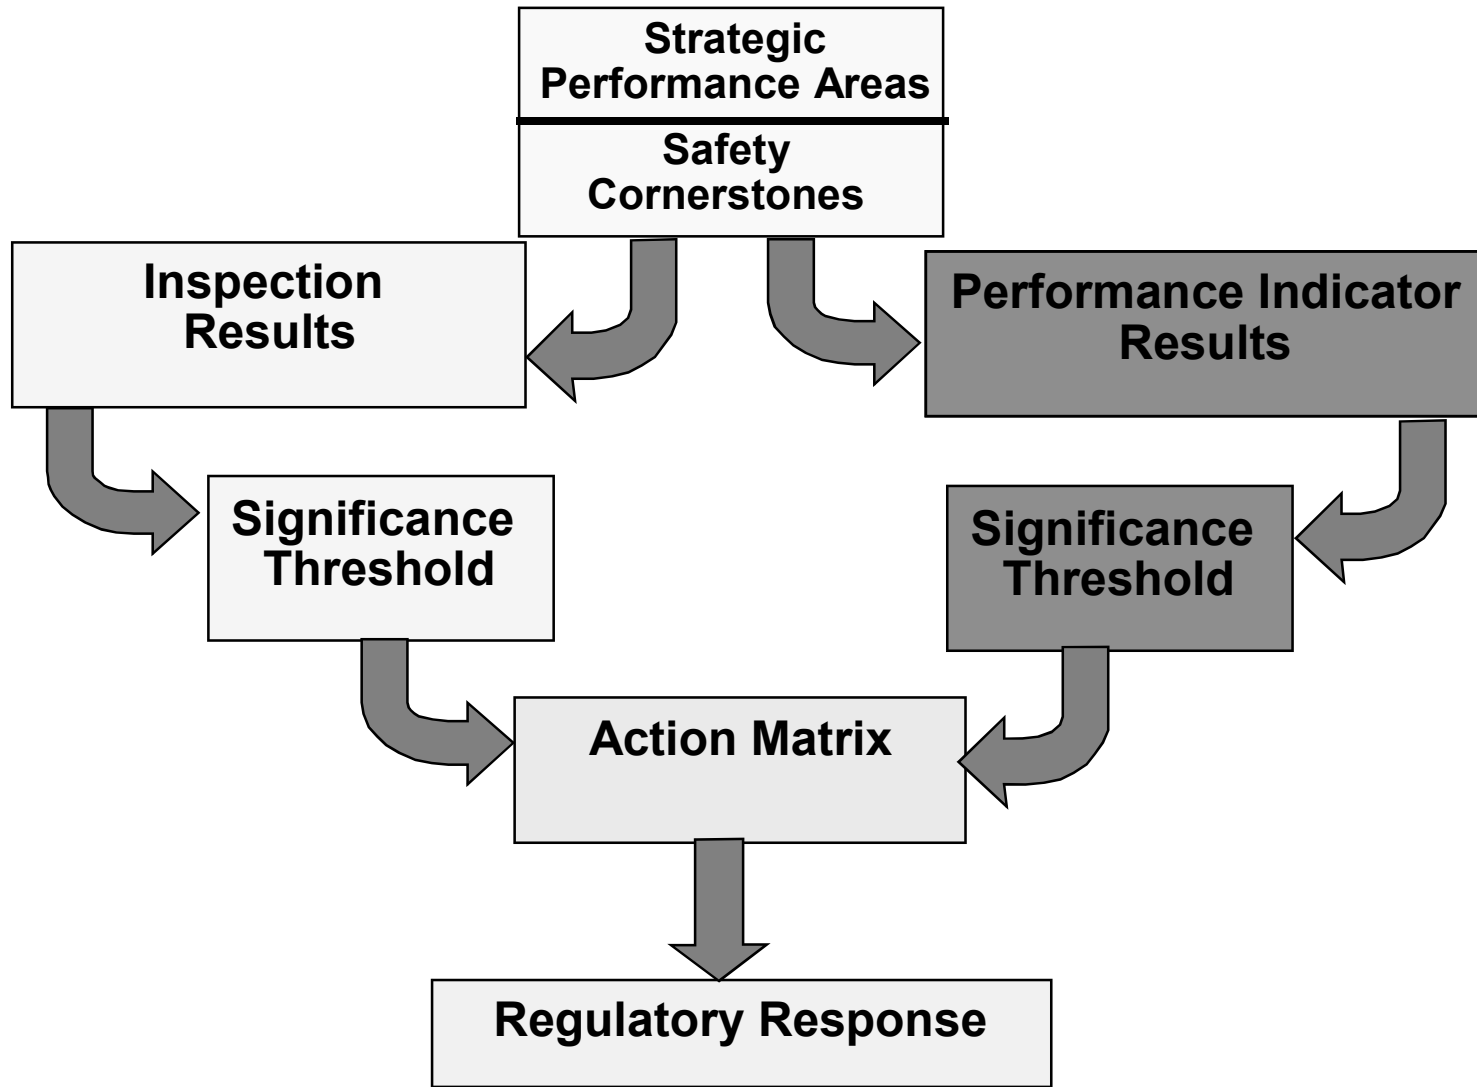 Strategic
Performance Areas
Safety
Cornerstones
Inspection
Results
Performance Indicator
Results
Significance
Threshold
Significance
Threshold
Action Matrix
Regulatory Response